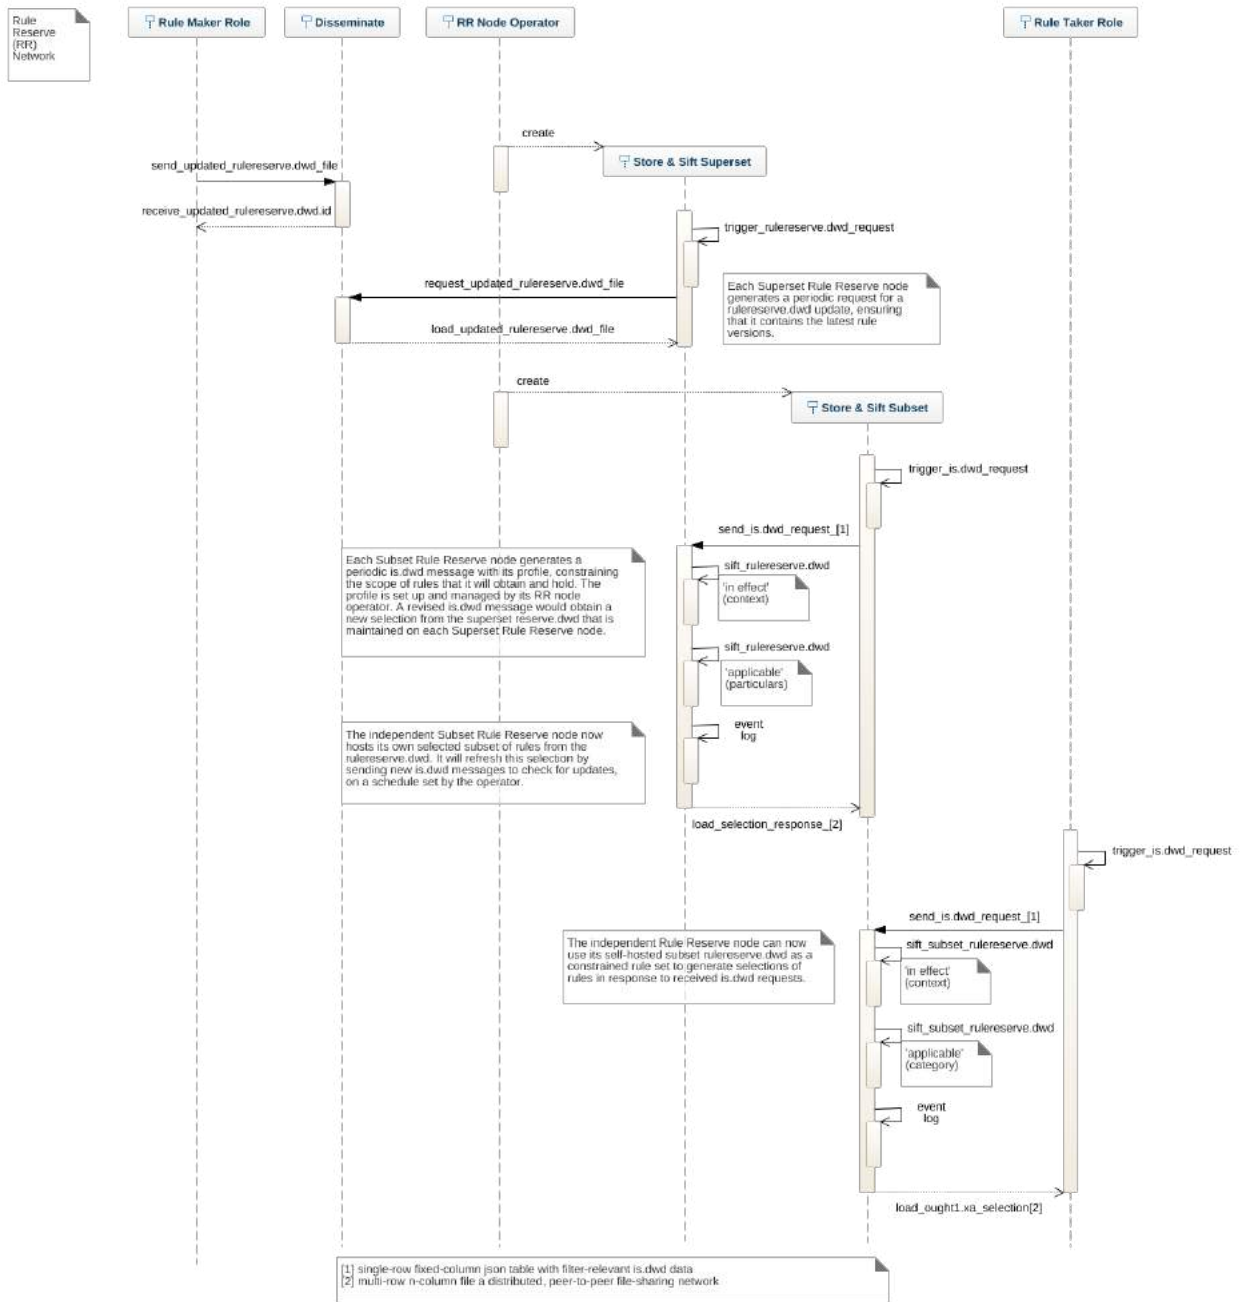 Rule
Reserve
(RR)
Network
Rule Maker Role
Disseminate
RR Node Operator
Rule Taker Role
create
Store & Sift Superset
send_updated_rulereserve.dwd_file
receive_updated_rulereserve.dwd.id
trigger_rulereserve.dwd_request
request_updated_rulereserve.dwd_file
Each Superset Rule Reserve node
generates a periodic request for a
rulereserve.dwd update, ensuring
that it contains the latest rule
versions.
load_updated_rulereserve.dwd_file
create
Store & Sift Subset
trigger_is.dwd_request
send_is.dwd_request_[1]
Each Subset Rule Reserve node generates a
periodic is.dwd message with its profile, constraining
the scope of rules that it will obtain and hold. The
profile is set up and managed by its RR node
operator. A revised is.dwd message would obtain a
new selection from the superset reserve.dwd that is
maintained on each Superset Rule Reserve node.
sift_rulereserve.dwd
'in effect'
(context)
sift_rulereserve.dwd
'applicable'
(particulars)
event
log
The independent Subset Rule Reserve node now
hosts its own selected subset of rules from the
rulereserve.dwd. It will refresh this selection by
sending new is.dwd messages to check for updates,
on a schedule set by the operator.
load_selection_response_[2]
trigger_is.dwd_request
send_is.dwd_request_[1]
The independent Rule Reserve node can now
use its self-hosted subset rulereserve.dwd as a
constrained rule set to generate selections of
rules in response to received is.dwd requests.
sift_subset_rulereserve.dwd
'in effect'
(context)
sift_subset_rulereserve.dwd
'applicable'
(category)
event
log
load_ought1.xa_selection[2]
[1] single-row fixed-column json table with filter-relevant is.dwd data
[2] multi-row n-column file a distributed, peer-to-peer file-sharing network